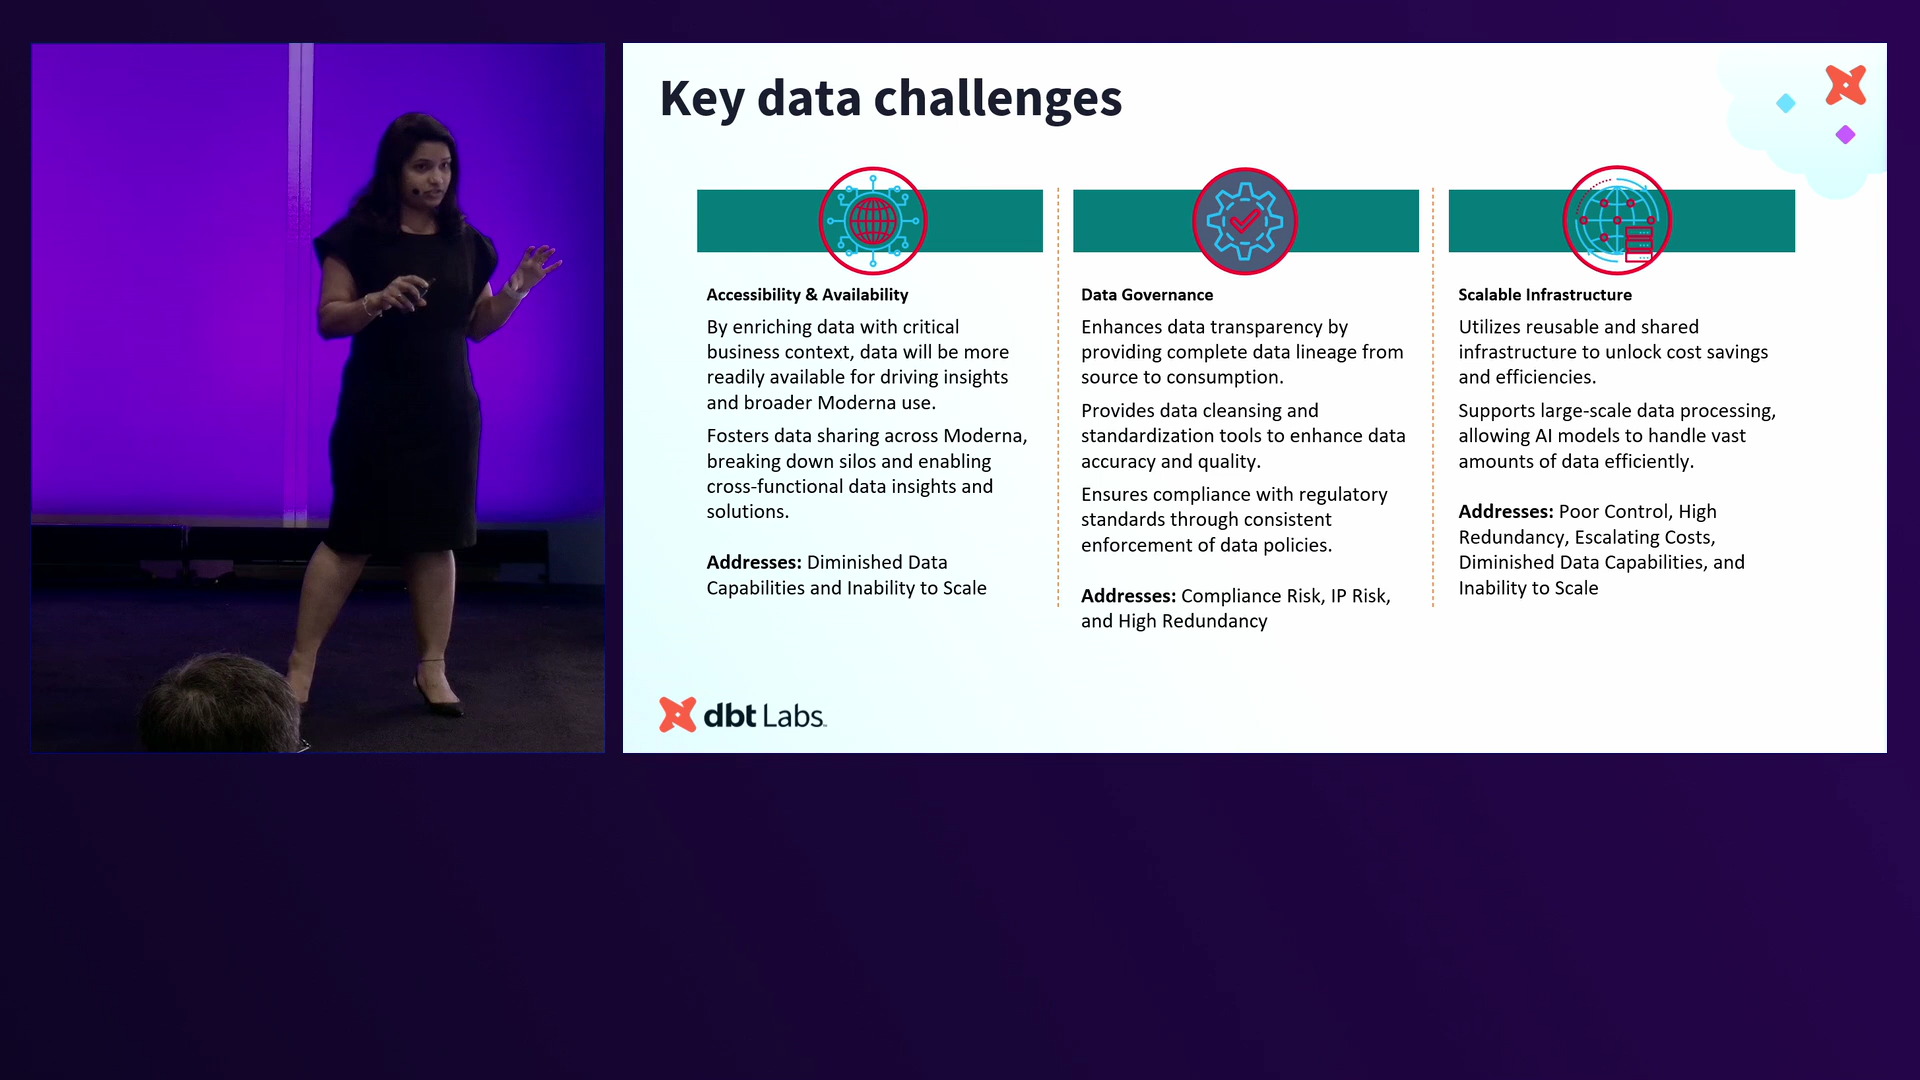 Key data challenges
Accessibility & Availability
By enriching data with critical
business context, data will be more
readily available for driving insights
and broader Moderna use.
Fosters data sharing across Moderna,
breaking down silos and enabling
cross-functional data insights and
solutions.
Addresses: Diminished Data
Capabilities and Inability to Scale
Data Governance
Enhances data transparency by
providing complete data lineage from
source to consumption.
Provides data cleansing and
standardization tools to enhance data
accuracy and quality.
Ensures compliance with regulatory
standards through consistent
enforcement of data policies.
Addresses: Compliance Risk, IP Risk,
and High Redundancy
Scalable Infrastructure
Utilizes reusable and shared
infrastructure to unlock cost savings
and efficiencies.
Supports large-scale data processing,
allowing AI models to handle vast
amounts of data efficiently.
Addresses: Poor Control, High
Redundancy, Escalating Costs,
Diminished Data Capabilities, and
Inability to Scale
dbt Labs